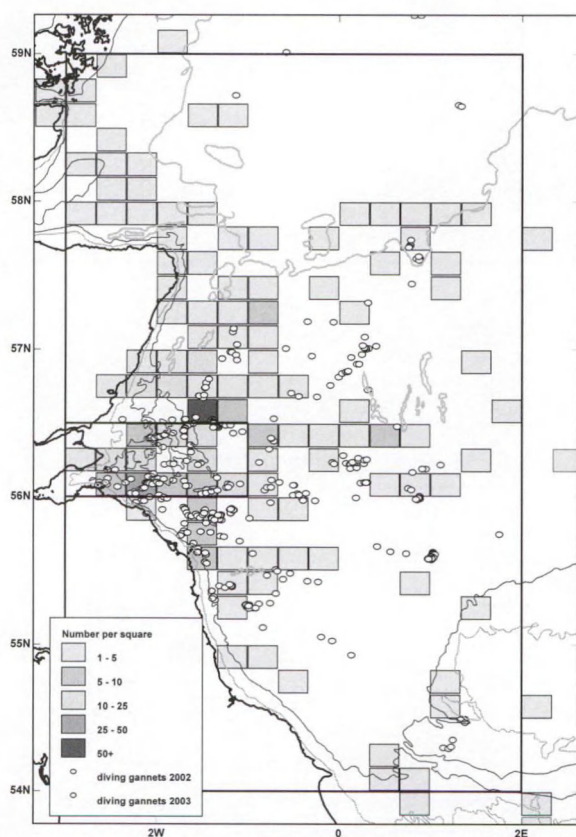 59N
58N
57N
56N
55N
54N
Number per square
1 - 5
5 - 10
10 - 25
25 - 50
50+
diving gannets 2002
diving gannets 2003
2W
0
2E